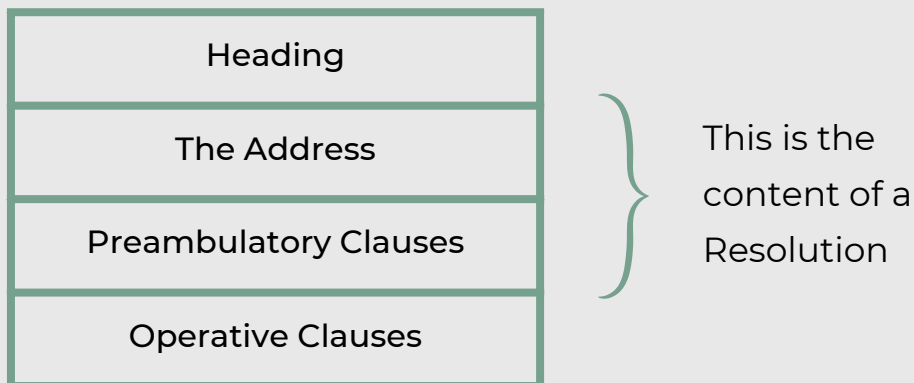 Heading
The Address
Preambulatory Clauses
Operative Clauses
This is the
content of a
Resolution